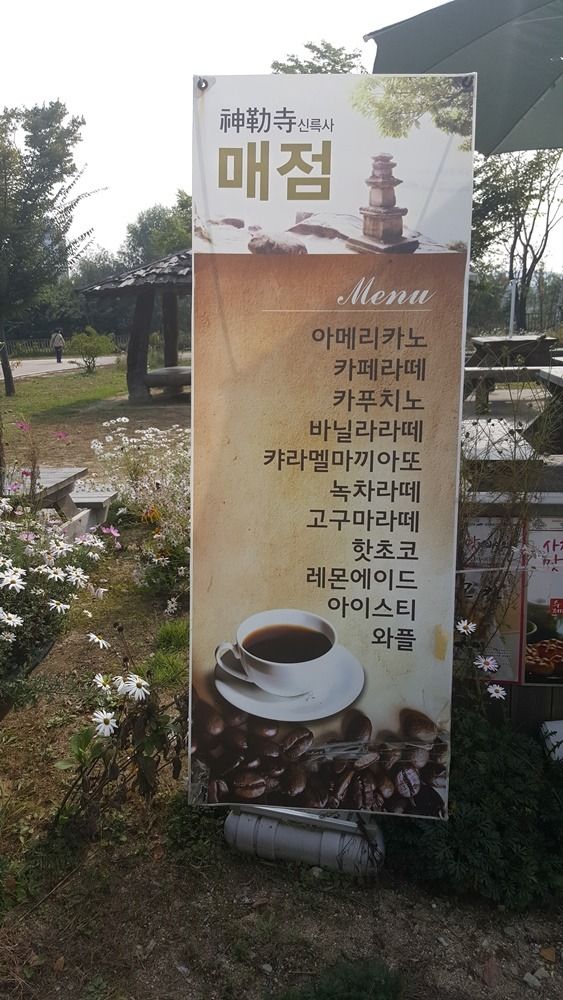 神勒寺신륵사
매점
Menu
아메리카노
카페라떼
카푸치노
바닐라라떼
캬라멜마끼아또
녹차라떼
고구마라떼
핫초코
레몬에이드
아이스티
와플